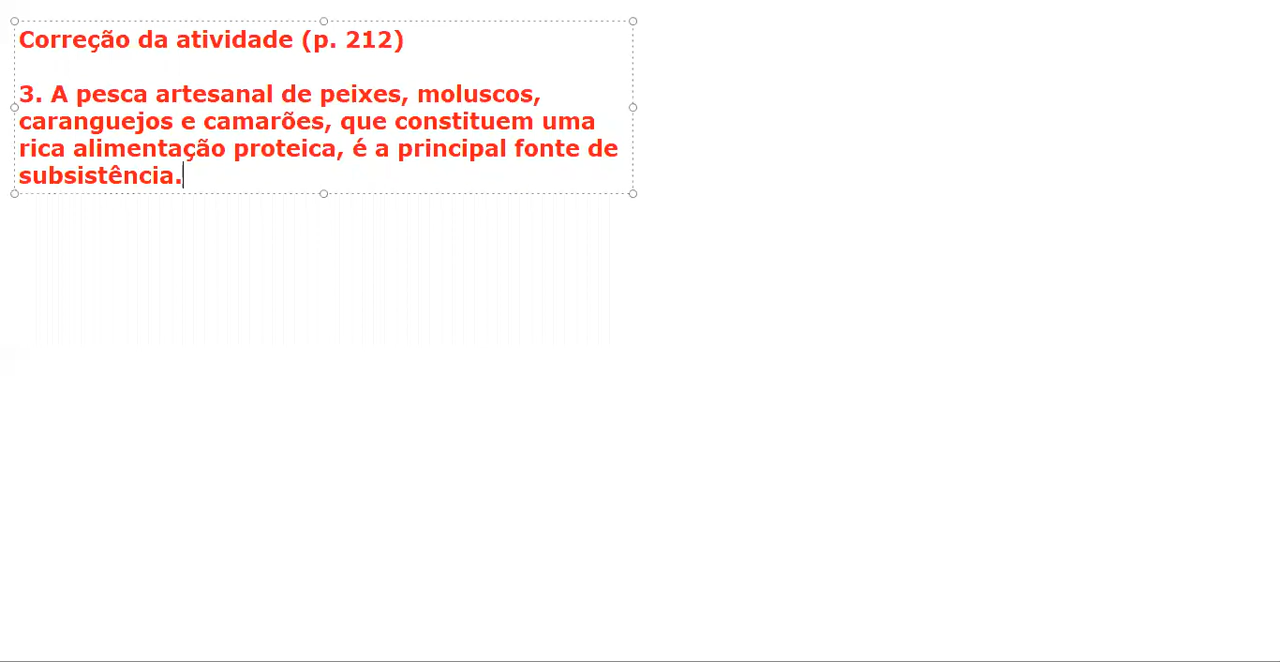 Correção da atividade (p. 212)
3. A pesca artesanal de peixes, moluscos,
caranguejos e camarões, que constituem uma
rica alimentação proteica, é a principal fonte de
subsistência.